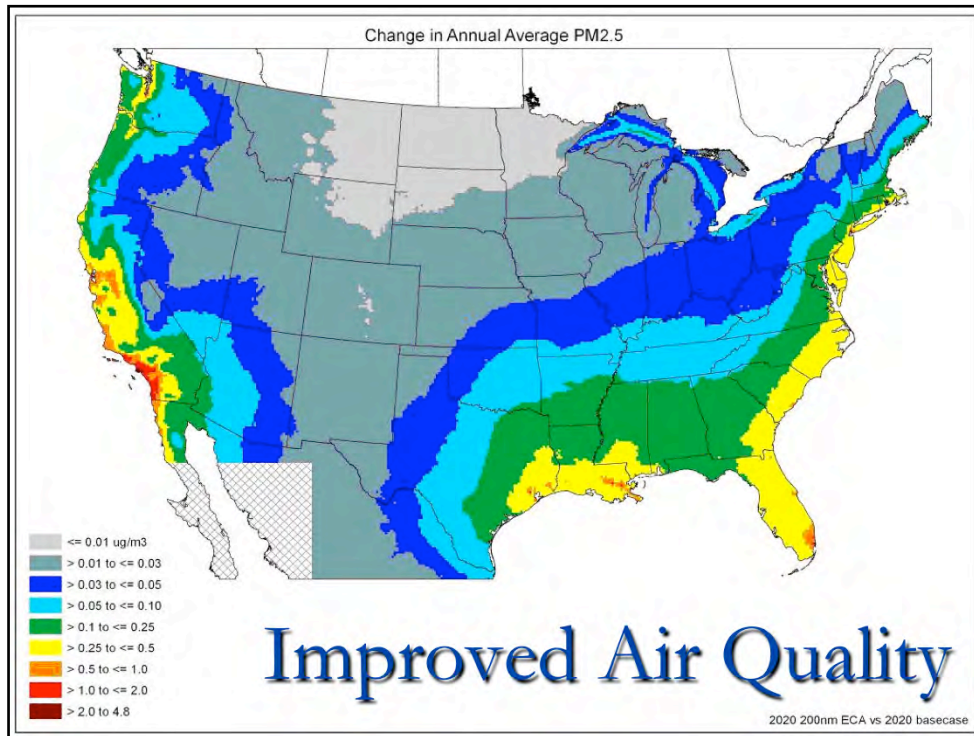 Change in Annual Average PM2.5
<= 0.01 ug/m3
> 0.01 to <= 0.03
> 0.03 to <= 0.05
> 0.05 to <= 0.10
> 0.1 to <= 0.25
> 0.25 to <= 0.5
> 0.5 to <= 1.0
> 1.0 to <= 2.0
> 2.0 to 4.8
Improved Air Quality
2020 200nm ECA vs 2020 basecase